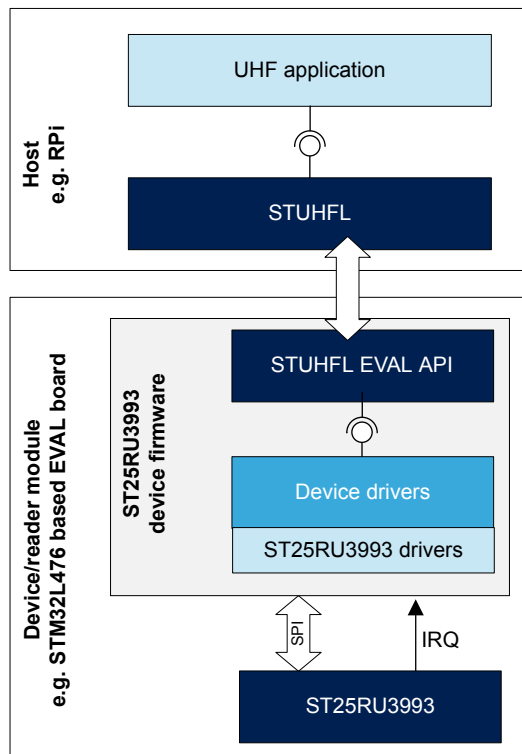 Host
e.g. RPi
UHF application
STUHFL
Device/reader module
e.g. STM32L476 based EVAL board
ST25RU3993
device firmware
STUHFL EVAL API
Device drivers
ST25RU3993 drivers
SPI
IRQ
ST25RU3993